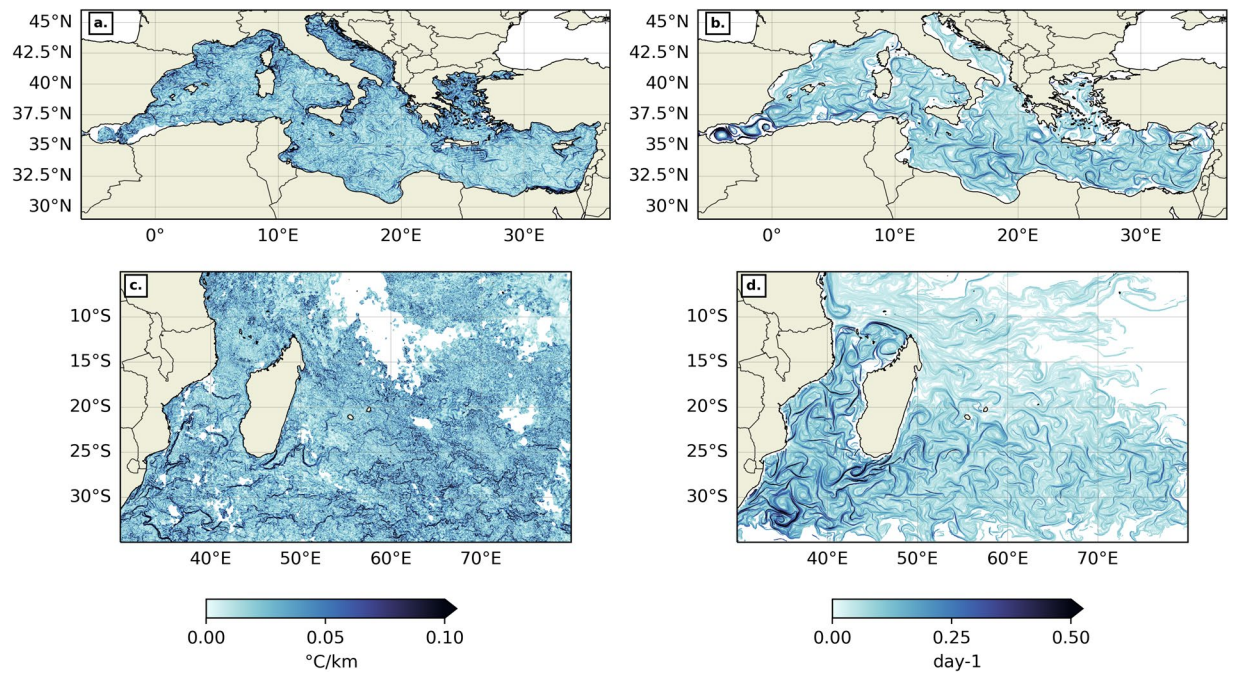 a.
45°N
42.5°N
40°N
37.5°N
35°N
32.5°N
30°N
0° 10°E 20°E 30°E
b.
45°N
42.5°N
40°N
37.5°N
35°N
32.5°N
30°N
0° 10°E 20°E 30°E
c.
10°S
15°S
20°S
25°S
30°S
40°E 50°E 60°E 70°E
d.
10°S
15°S
20°S
25°S
30°S
40°E 50°E 60°E 70°E
0.00 0.05 0.10
°C/km
0.00 0.25 0.50
day-1